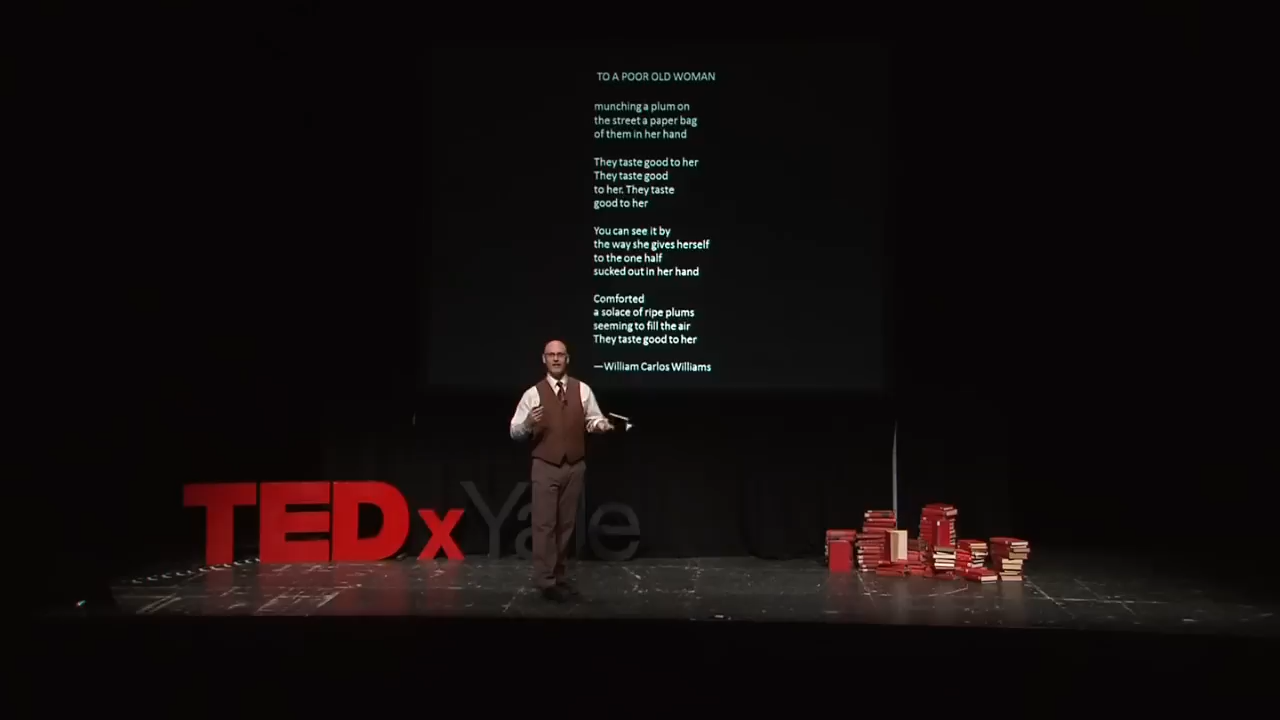 TO A POOR OLD WOMAN
munching a plum on
the street a paper bag
of them in her hand
They taste good to her
They taste good
to her. They taste
good to her
You can see it by
the way she gives herself
to the one half
sucked out in her hand
Comforted
a solace of ripe plums
seeming to fill the air
They taste good to her
—William Carlos Williams
TEDxYale